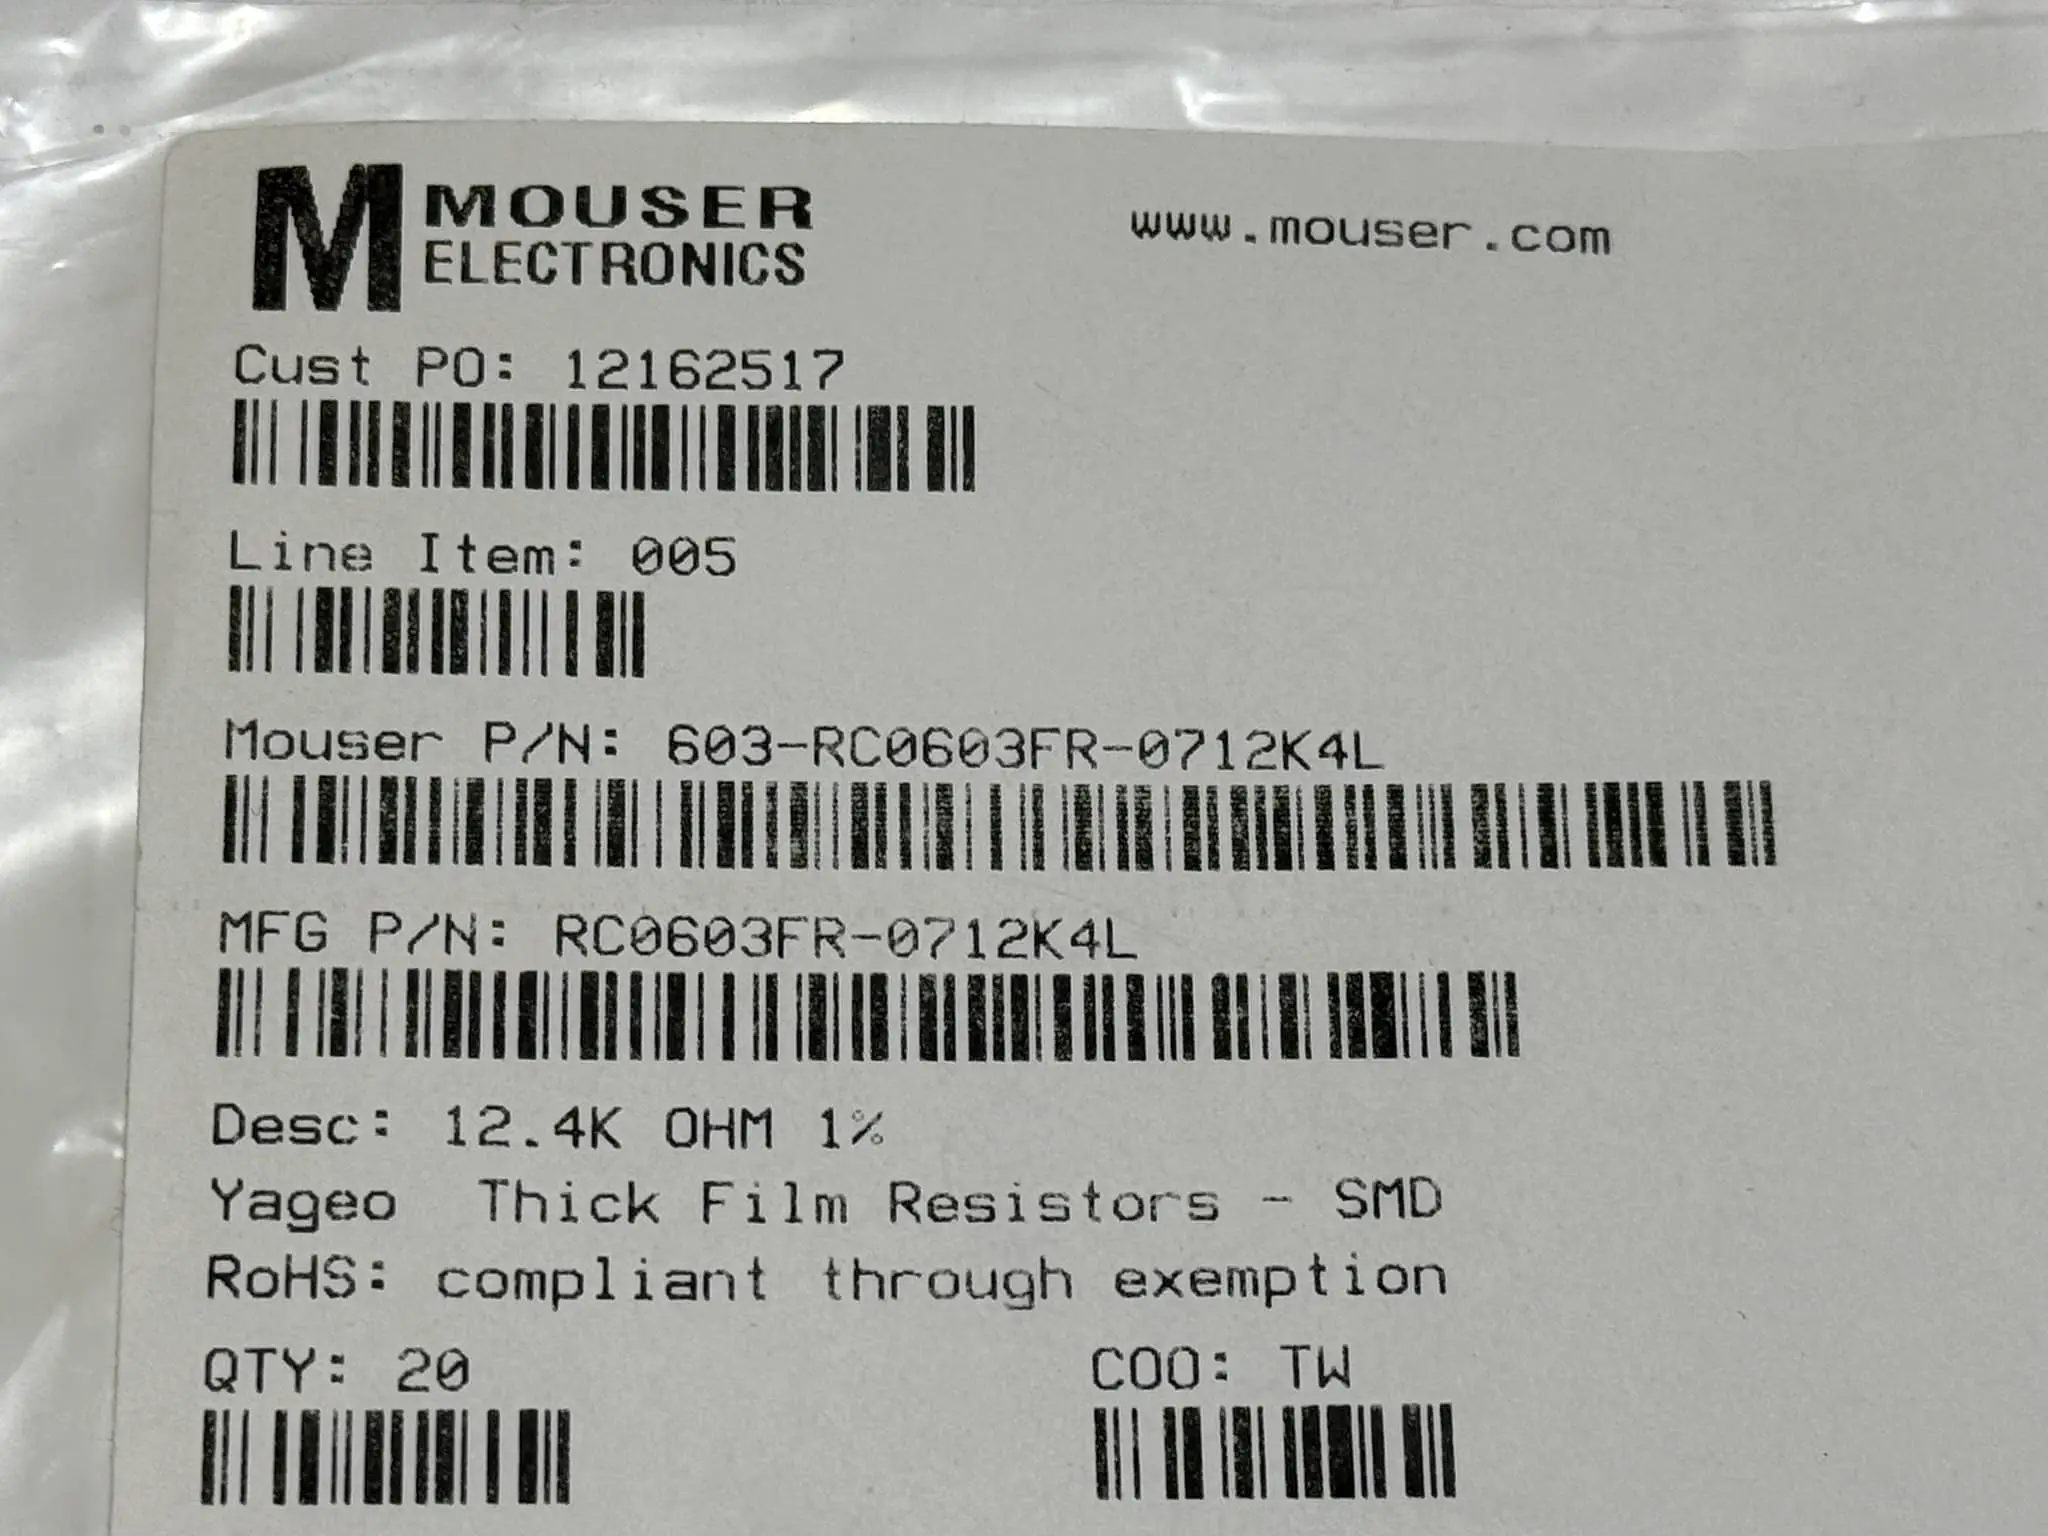 M MOUSER
ELECTRONICS
www.mouser.com
Cust PO: 12162517
Line Item: 005
Mouser P/N: 603-RC0603FR-0712K4L
MFG P/N: RC0603FR-0712K4L
Desc: 12.4K OHM 1%
Yageo  Thick Film Resistors - SMD
RoHS: compliant through exemption
QTY: 20
COO: TW